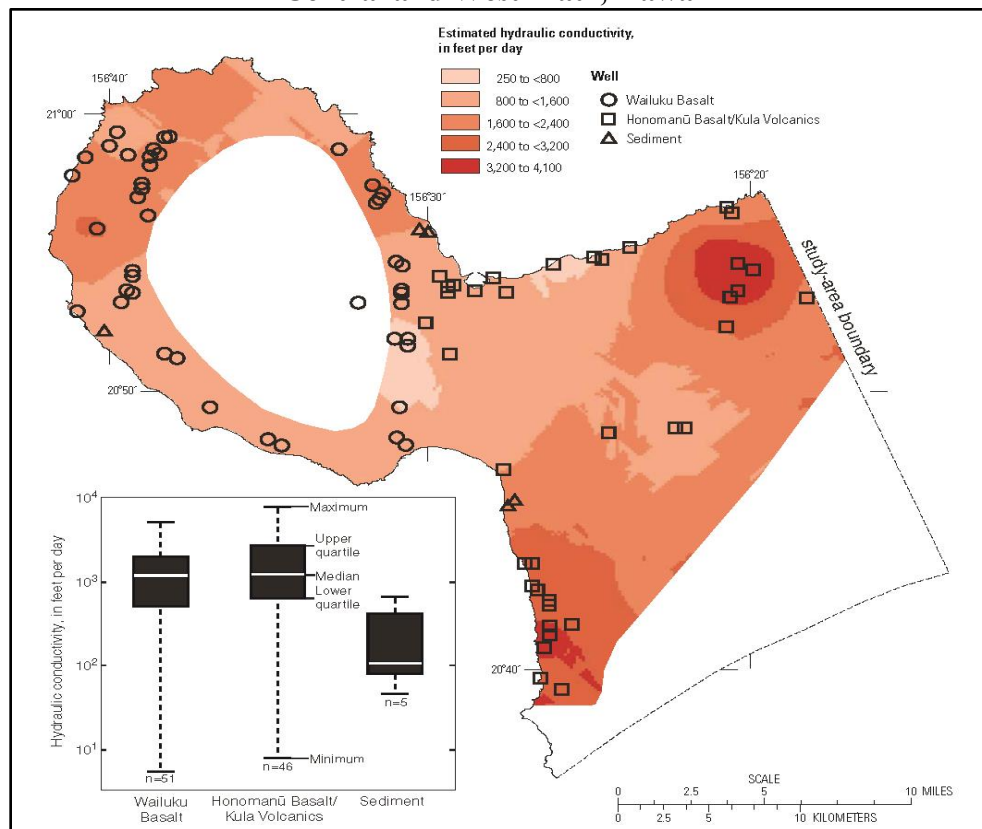 Estimated hydraulic conductivity,
in feet per day
250 to <800
800 to <1,600
1,600 to <2,400
2,400 to <3,200
3,200 to 4,100
Well
Wailuku Basalt
Honomanū Basalt/Kula Volcanics
Sediment
156°40´
21°00´
156°30´
156°20´
study-area boundary
20°50´
20°40´
Hydraulic conductivity, in feet per day
10⁴
10³
10²
10¹
Maximum
Upper
quartile
Median
Lower
quartile
Minimum
n=51
n=46
n=5
Wailuku
Basalt
Honomanū Basalt/
Kula Volcanics
Sediment
SCALE
0 2.5 5 10 MILES
0 2.5 5 10 KILOMETERS